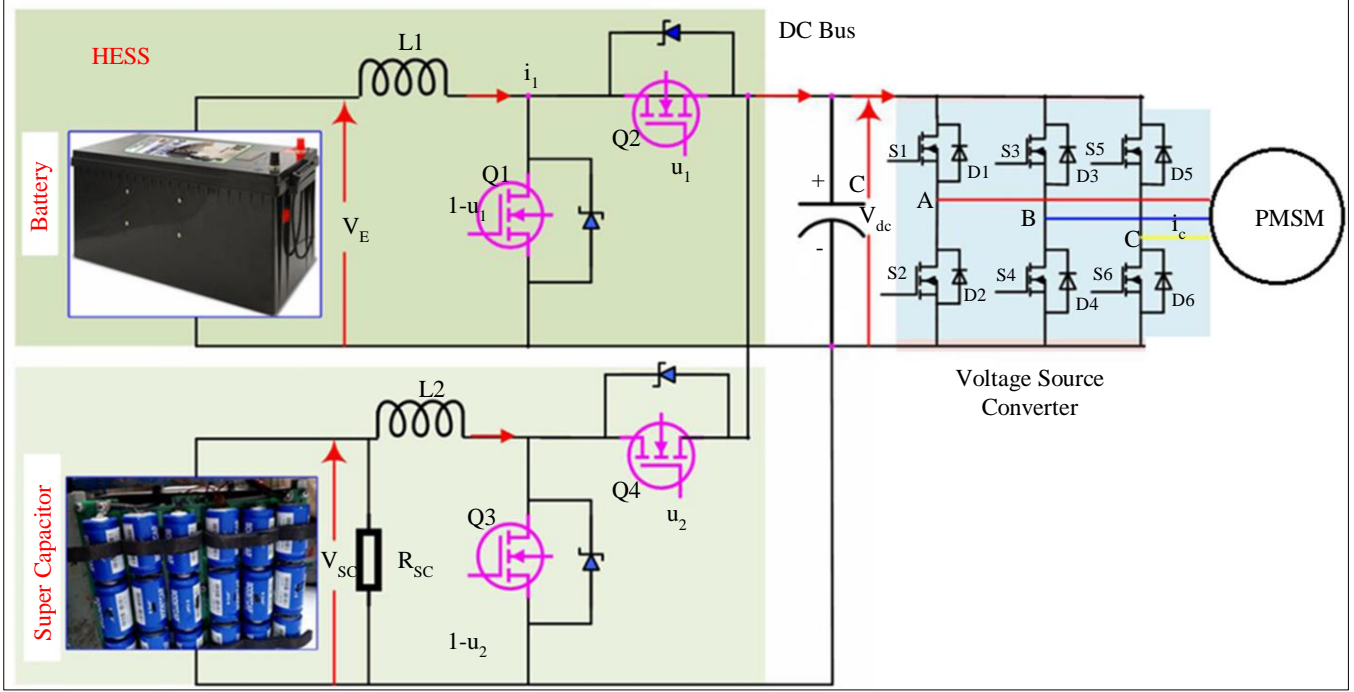 HESS
Battery
L1
i1
Q2
u1
Q1
1-u1
VE
DC Bus
+
C
-
Vdc
S1
D1
S3
D3
S5
D5
A
B
C
ic
S2
D2
S4
D4
S6
D6
PMSM
Voltage Source
Converter
Super Capacitor
L2
Q4
u2
Q3
1-u2
VSC
RSC